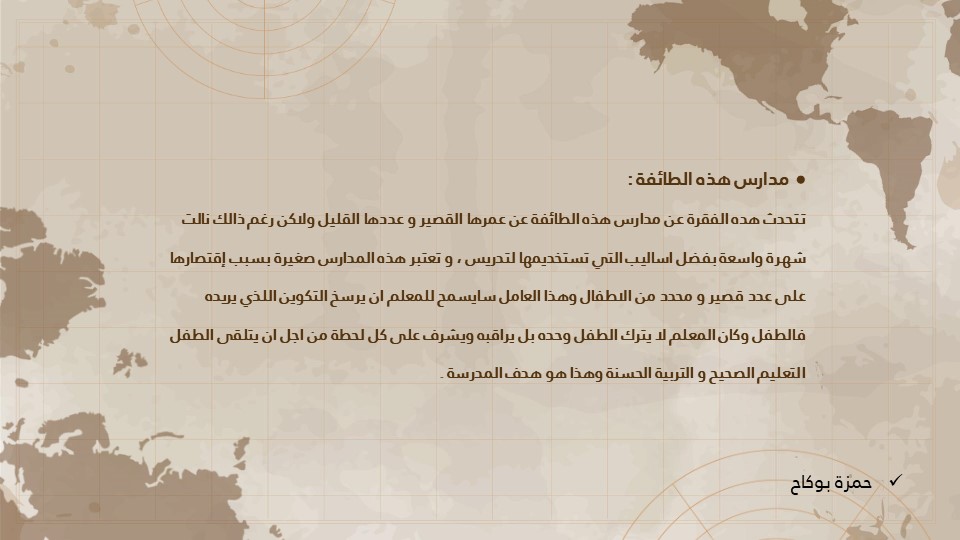 ● مدارس هذه الطائفة :
تتحدث هده الفقرة عن مدارس هذه الطائفة عن عمرها القصير و عددها القليل ولاكن رغم ذالك نالت
شهرة واسعة بفضل اساليب التي تستخديمها لتدريس ، و تعتبر هذه المدارس صغيرة بسبب إقتصارها
على عدد قصير و محدد من الاطفال وهذا العامل سايسمح للمعلم ان يرسخ التكوين اللذي يريده
فالطفل وكان المعلم لا يترك الطفل وحده بل يراقبه ويشرف على كل لحطة من اجل ان يتلقى الطفل
التعليم الصحيح و التربية الحسنة وهذا هو هدف المدرسة .
✓ حمزة بوكاح